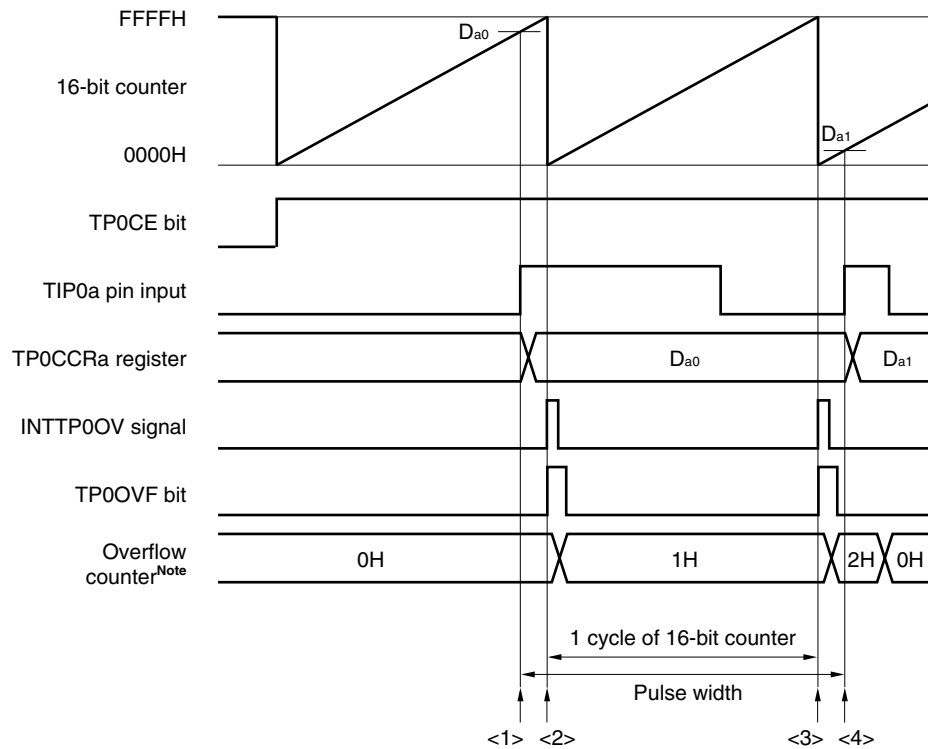 FFFFH
Da0
16-bit counter
Da1
0000H
TP0CE bit
TIP0a pin input
TP0CCRa register
Da0
Da1
INTTP0OV signal
TP0OVF bit
Overflow
counterNote
0H
1H
2H
0H
1 cycle of 16-bit counter
Pulse width
<1>
<2>
<3>
<4>